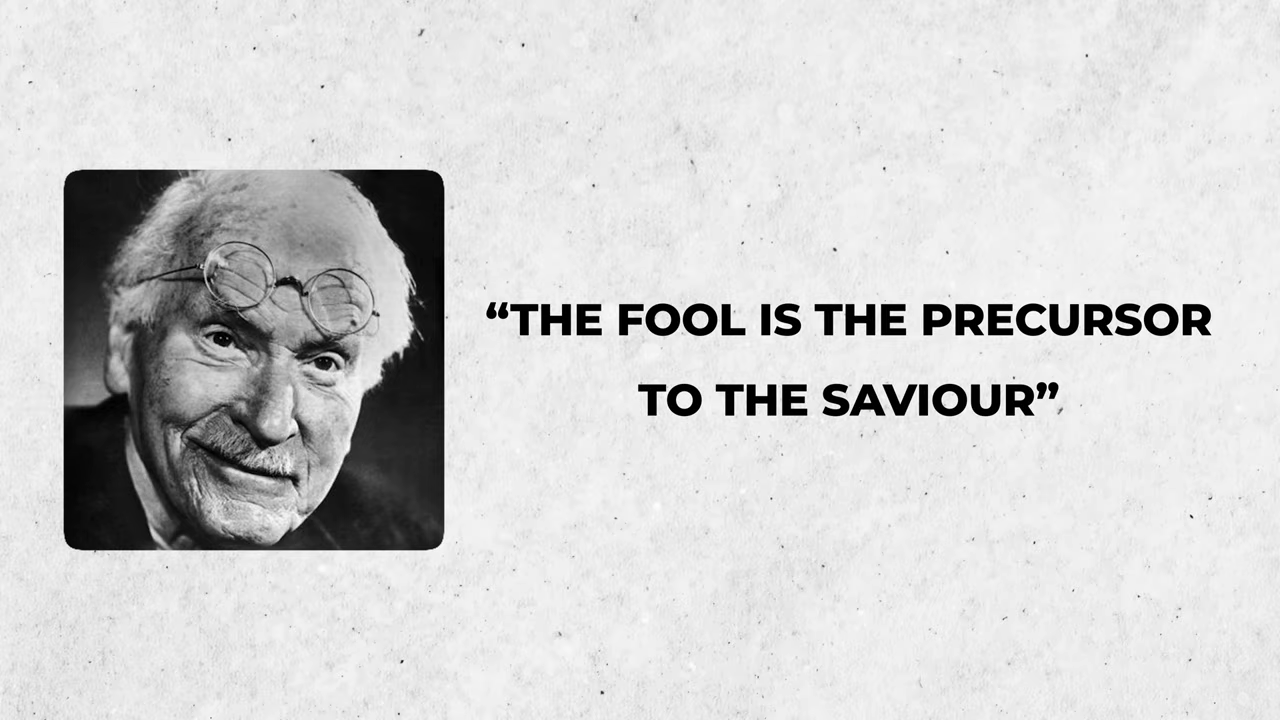 “THE FOOL IS THE PRECURSOR
TO THE SAVIOUR”